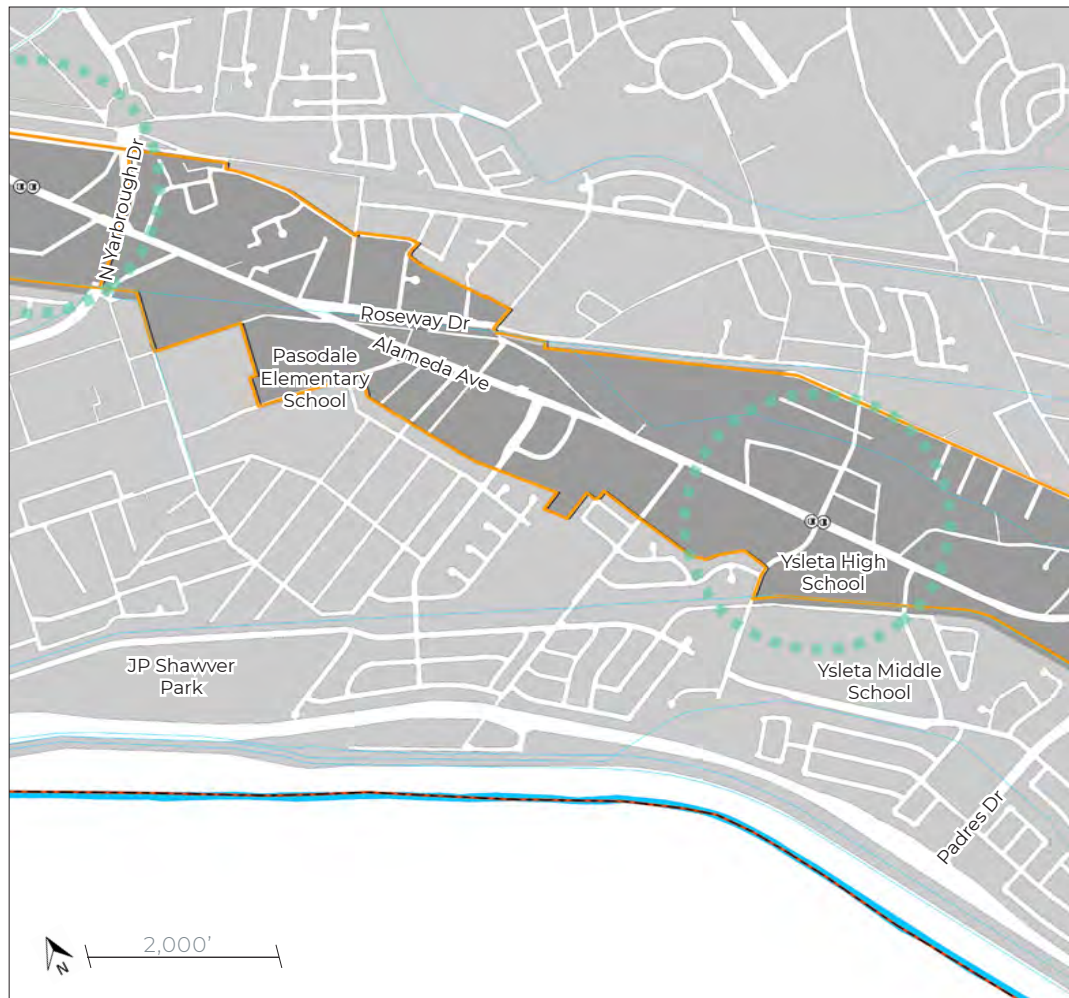 N Yarbrough Dr
Roseway Dr
Alameda Ave
Pasodale
Elementary
School
Ysleta High
School
JP Shawver
Park
Ysleta Middle
School
Padres Dr
N
2,000'